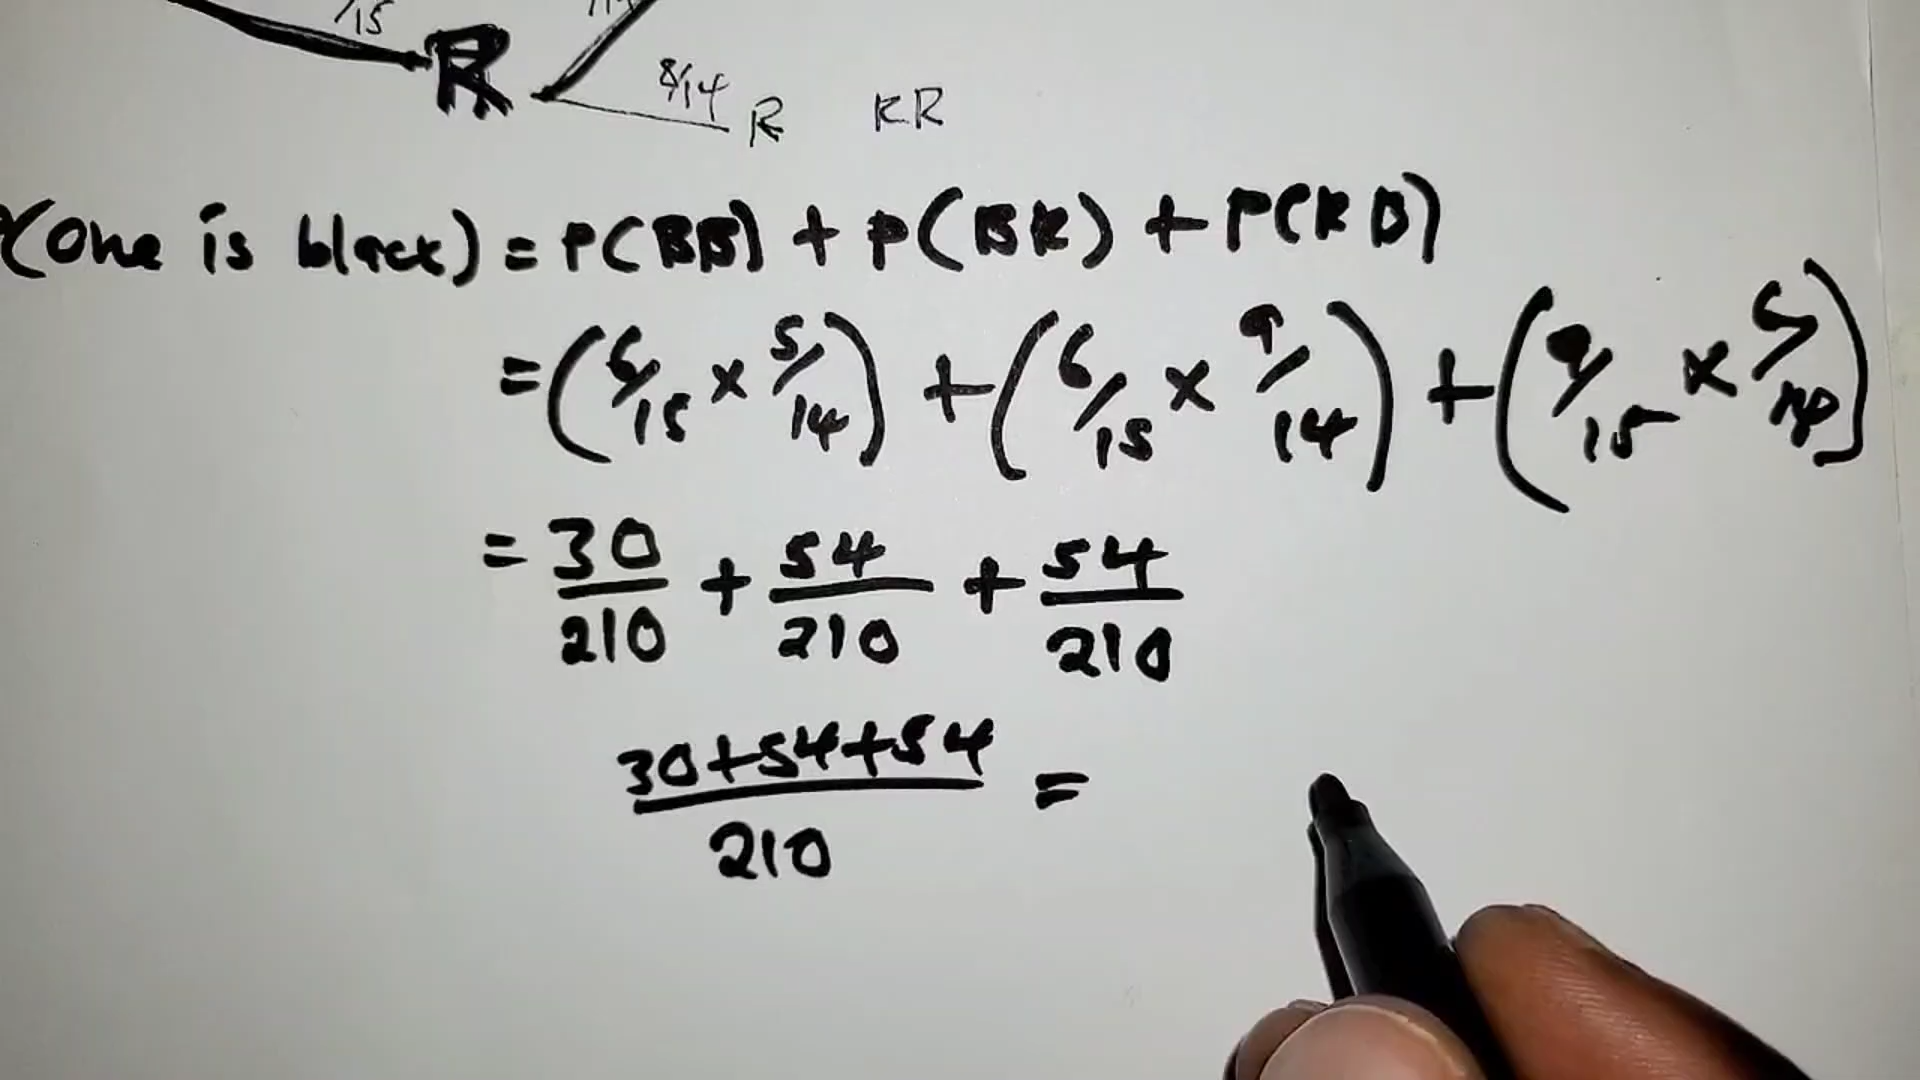 /15
8/14 R RR
(one is black) = P(BB) + P(BR) + P(RB)
= (6/15 × 5/14) + (6/15 × 9/14) + (9/15 × 6/14)
= 30/210 + 54/210 + 54/210
30+54+54/210 =